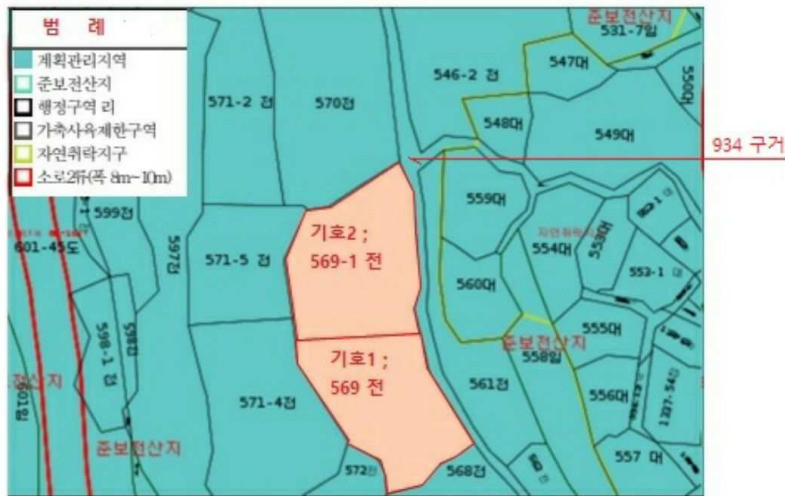 범 례
계획관리지역
준보전산지
행정구역 리
가축사육제한구역
자연취락지구
소로2류(폭 8m~10m)
준보전산지
531-7임
547대
546-2 전
550대
571-2 전
570전
548대
549대
934 구거
559대
599전
기호2 ;
569-1 전
자연취락지
554대
553대
601-45도
597전
571-5 전
560대
553-1 대
555대
준보전산지
558임
598-1 전
598전
기호1 ;
569 전
561전
556대
571-4전
601임
준보전산지
572전
568전
557 대